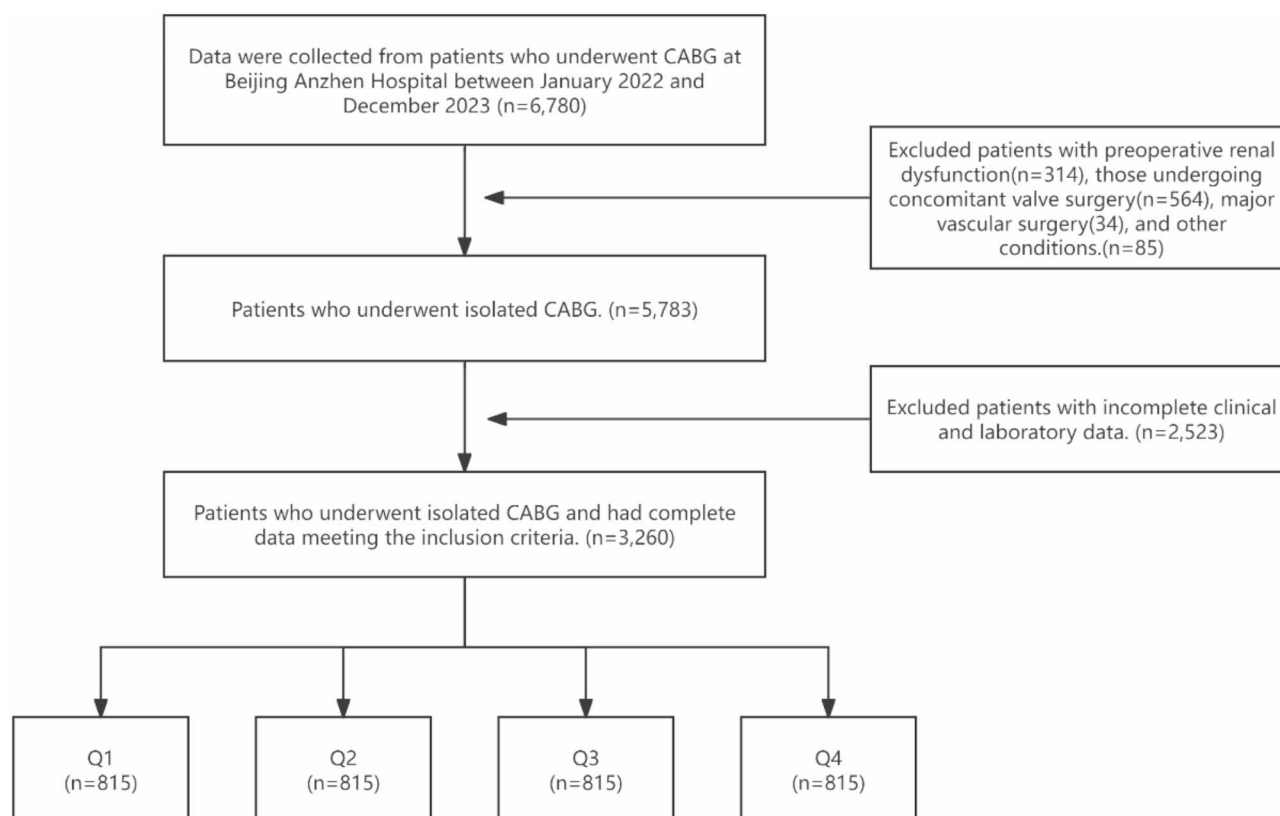 Data were collected from patients who underwent CABG at
Beijing Anzhen Hospital between January 2022 and
December 2023 (n=6,780)
Excluded patients with preoperative renal
dysfunction(n=314), those undergoing
concomitant valve surgery(n=564), major
vascular surgery(34), and other
conditions.(n=85)
Patients who underwent isolated CABG. (n=5,783)
Excluded patients with incomplete clinical
and laboratory data. (n=2,523)
Patients who underwent isolated CABG and had complete
data meeting the inclusion criteria. (n=3,260)
Q1
(n=815)
Q2
(n=815)
Q3
(n=815)
Q4
(n=815)